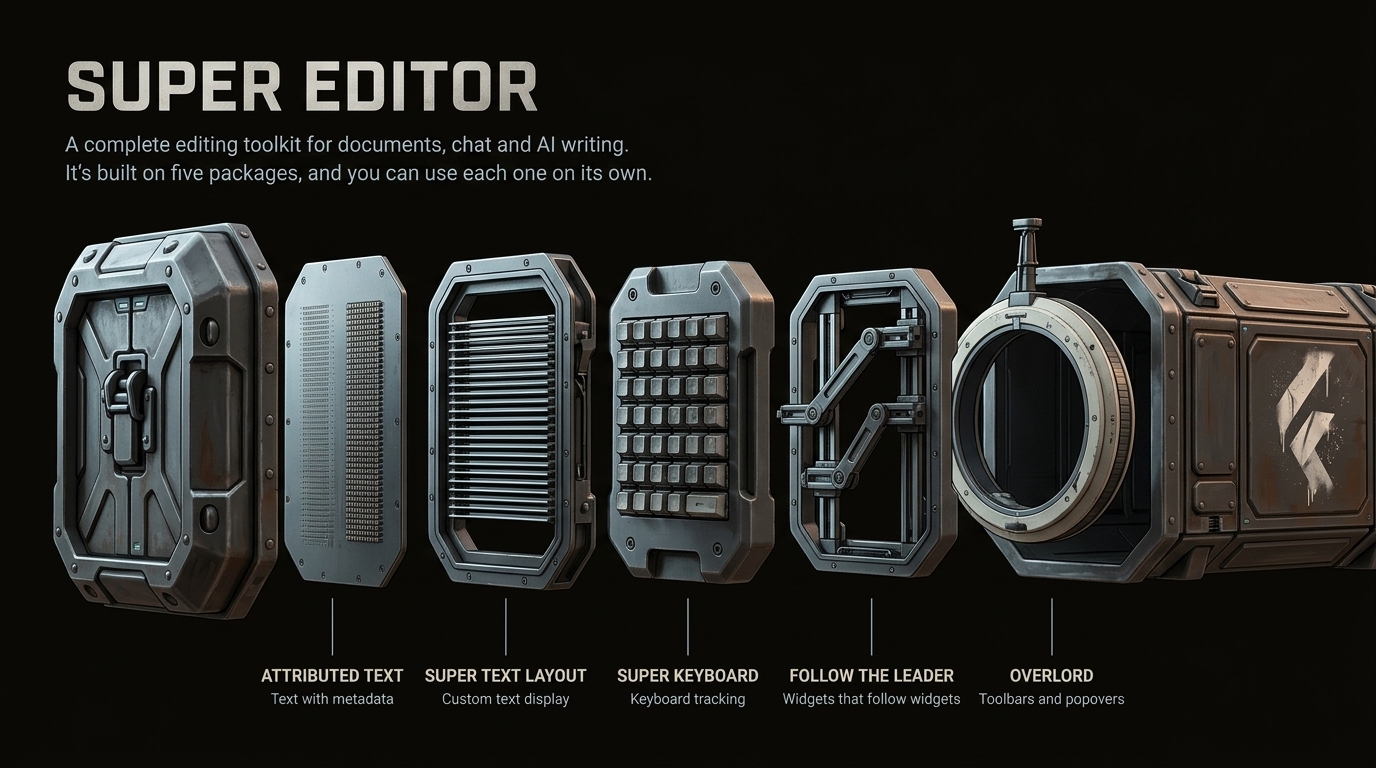 SUPER EDITOR
A complete editing toolkit for documents, chat and AI writing.
It's built on five packages, and you can use each one on its own.
ATTRIBUTED TEXT
Text with metadata
SUPER TEXT LAYOUT
Custom text display
SUPER KEYBOARD
Keyboard tracking
FOLLOW THE LEADER
Widgets that follow widgets
OVERLORD
Toolbars and popovers